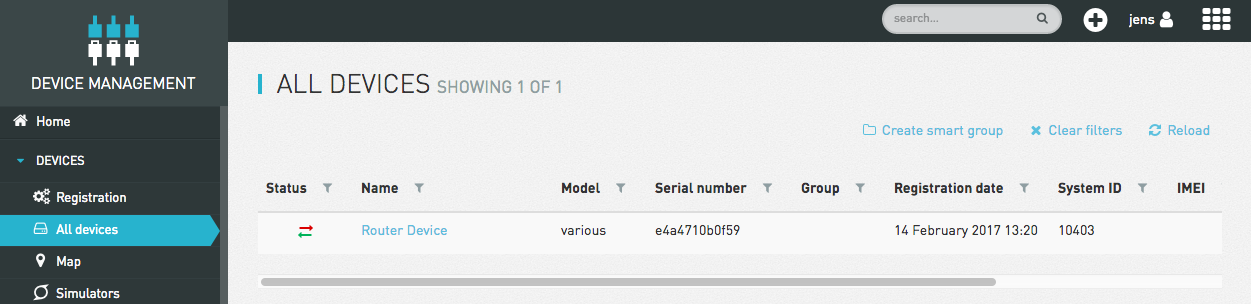 search...
jens
DEVICE MANAGEMENT
Home
DEVICES
Registration
All devices
Map
Simulators
ALL DEVICES SHOWING 1 OF 1
Create smart group Clear filters Reload
Status Name Model Serial number Group Registration date System ID IMEI
Router Device various e4a4710b0f59 14 February 2017 13:20 10403